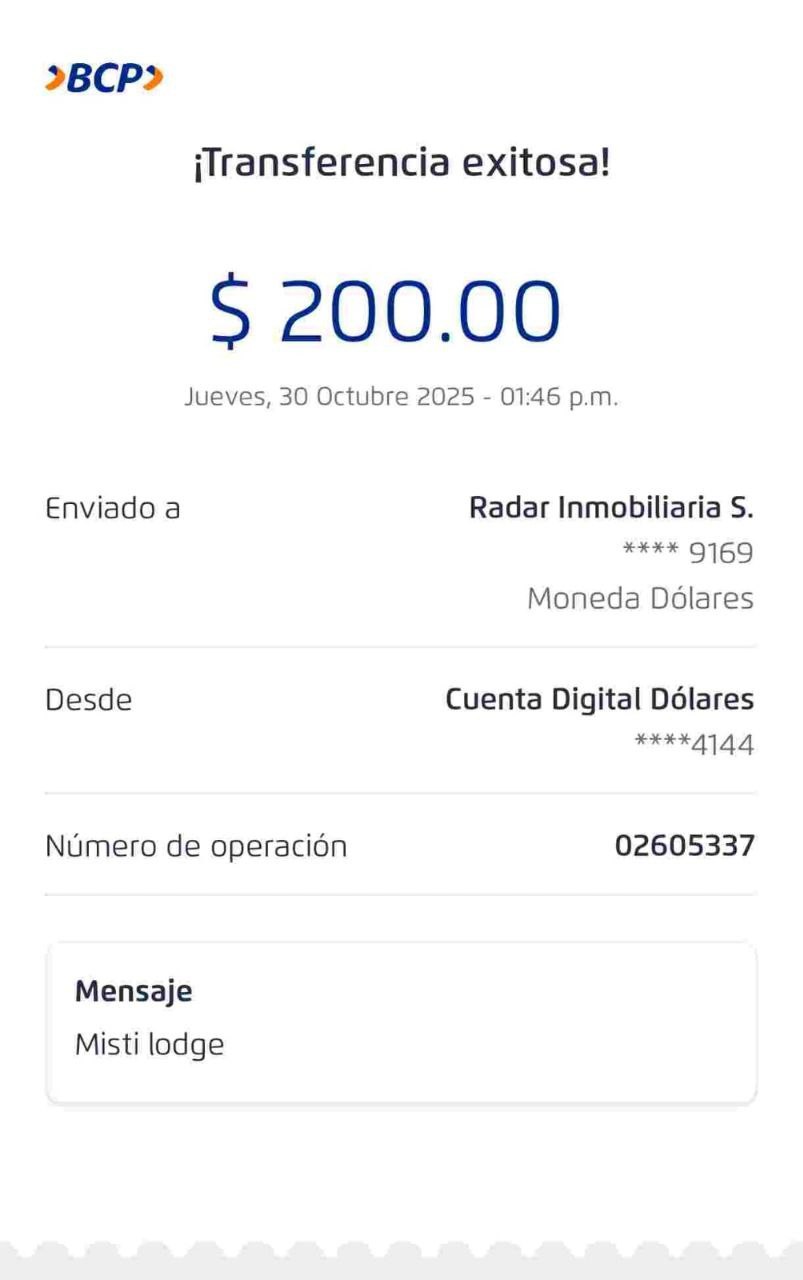 BCP
¡Transferencia exitosa!
$ 200.00
Jueves, 30 Octubre 2025 - 01:46 p.m.
Enviado a
Radar Inmobiliaria S.
**** 9169
Moneda Dólares
Desde
Cuenta Digital Dólares
****4144
Número de operación
02605337
Mensaje
Misti lodge